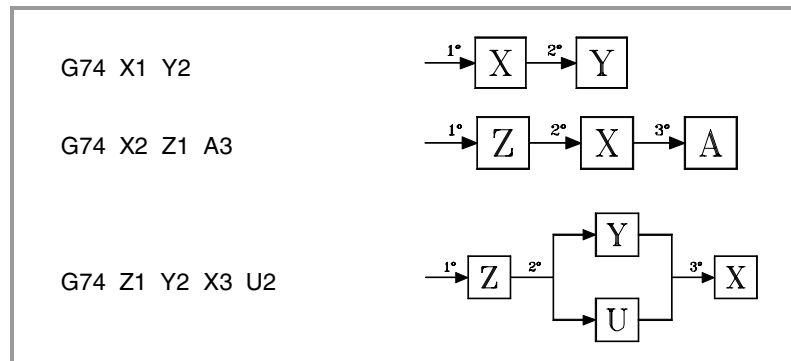 G74 X1 Y2
1° X 2° Y
G74 X2 Z1 A3
1° Z 2° X 3° A
G74 Z1 Y2 X3 U2
1° Z 2° Y U 3° X